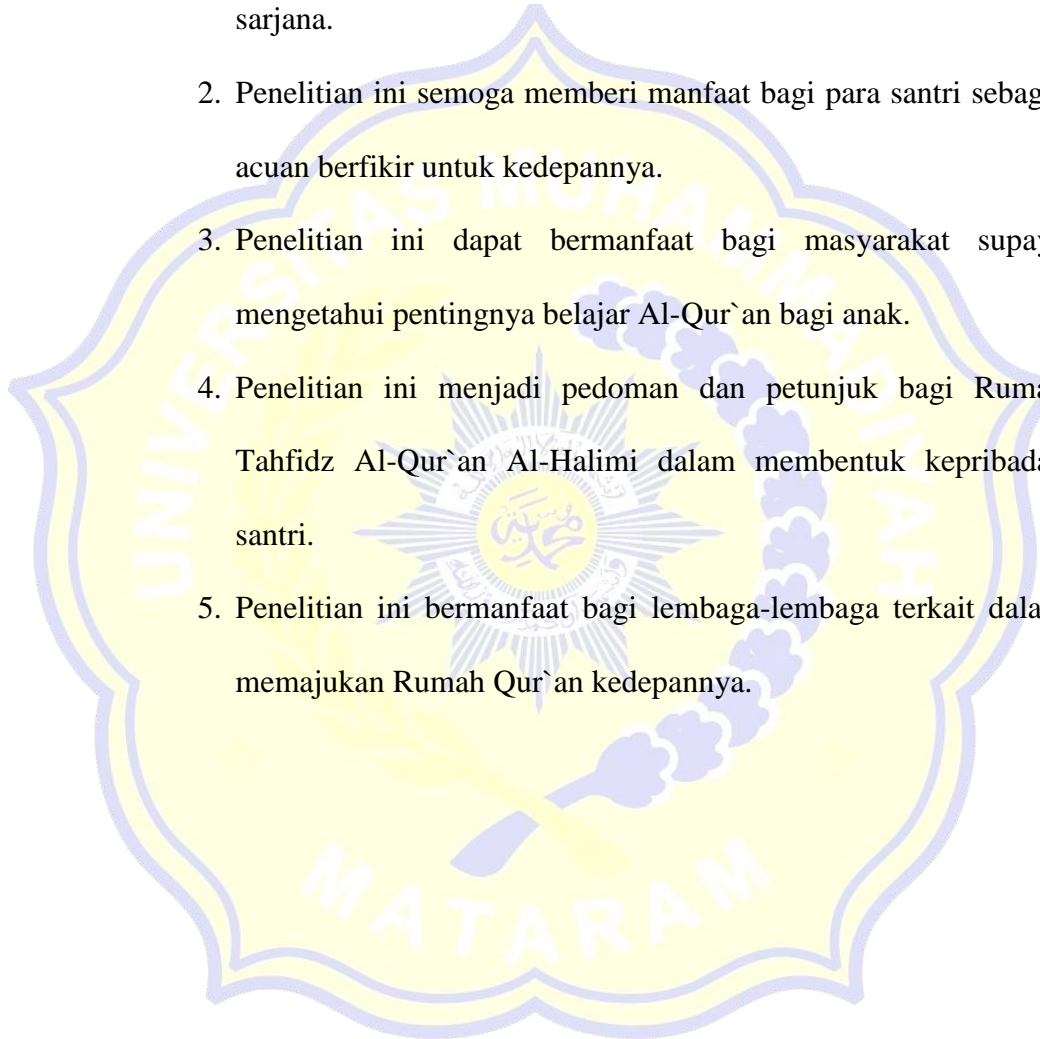 sarjana.
2. Penelitian ini semoga memberi manfaat bagi para santri sebag
acuan berfikir untuk kedepannya.
3. Penelitian ini dapat bermanfaat bagi masyarakat supay
mengetahui pentingnya belajar Al-Qur`an bagi anak.
4. Penelitian ini menjadi pedoman dan petunjuk bagi Ruma
Tahfidz Al-Qur`an Al-Halimi dalam membentuk kepribada
santri.
5. Penelitian ini bermanfaat bagi lembaga-lembaga terkait dala
memajukan Rumah Qur`an kedepannya.
UNIVERSITAS MUHAMMADIYAH
MATARAM